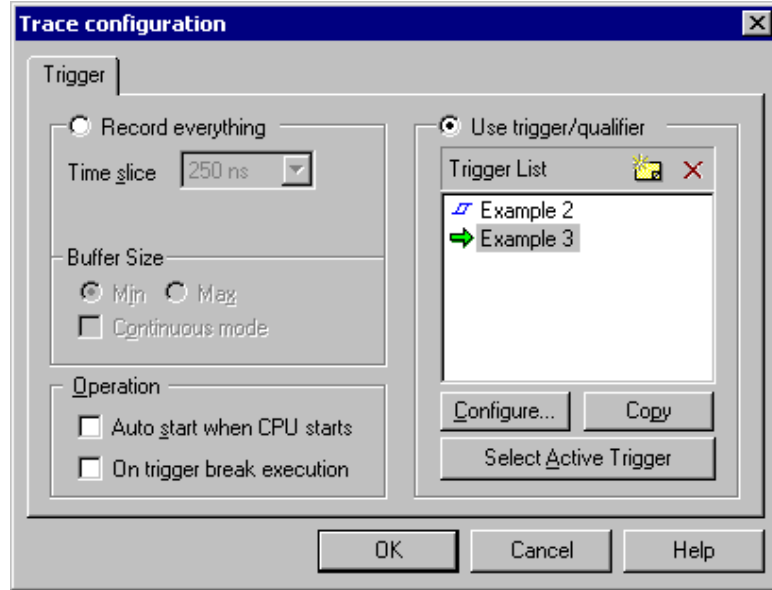 Trace configuration
Trigger
Record everything
Time slice 250 ns
Buffer Size
Min Max
Continuous mode
Operation
Auto start when CPU starts
On trigger break execution
Use trigger/qualifier
Trigger List
Example 2
Example 3
Configure... Copy
Select Active Trigger
OK Cancel Help